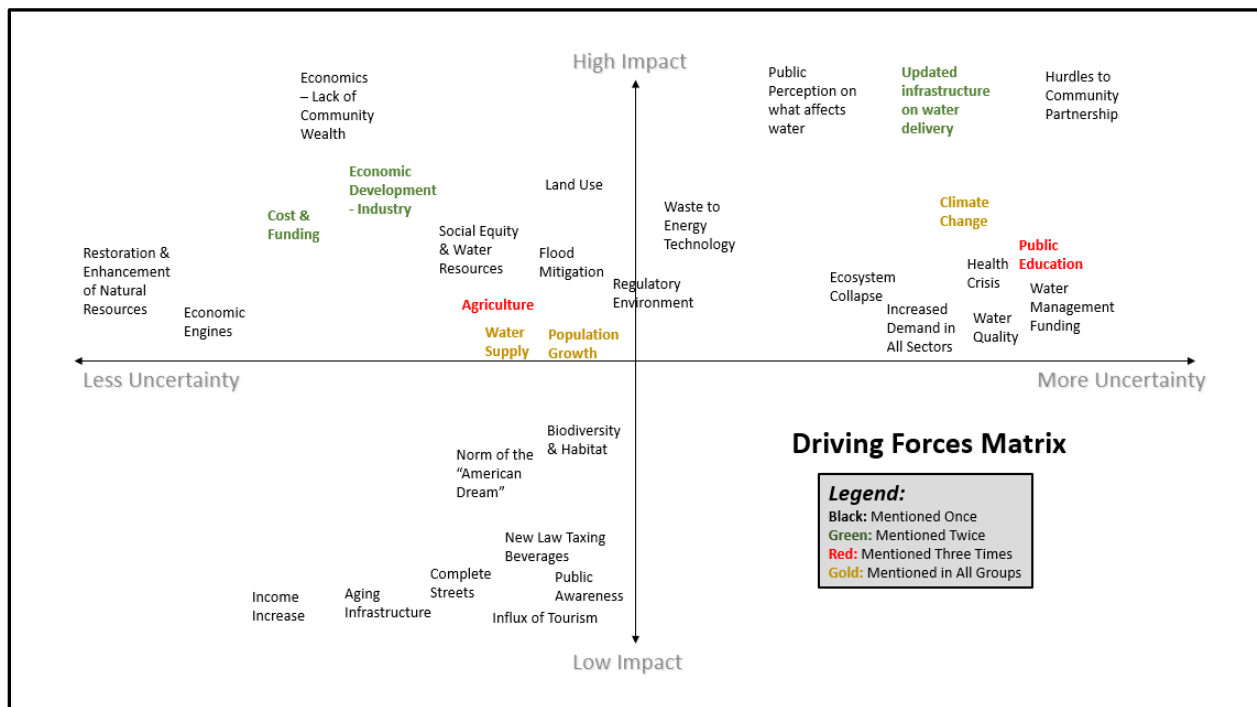 High Impact
Economics
– Lack of
Community
Wealth
Public
Perception on
what affects
water
Updated
infrastructure
on water
delivery
Hurdles to
Community
Partnership
Economic
Development
- Industry
Land Use
Cost &
Funding
Waste to
Energy
Technology
Climate
Change
Social Equity
& Water
Resources
Flood
Mitigation
Public
Education
Restoration &
Enhancement
of Natural
Resources
Regulatory
Environment
Ecosystem
Collapse
Health
Crisis
Water
Management
Funding
Economic
Engines
Agriculture
Increased
Demand in
All Sectors
Water
Quality
Water
Supply
Population
Growth
Less Uncertainty
More Uncertainty
Biodiversity
& Habitat
Norm of the
“American
Dream”
New Law Taxing
Beverages
Complete
Streets
Public
Awareness
Income
Increase
Aging
Infrastructure
Influx of Tourism
Low Impact
Driving Forces Matrix
Legend:
Black: Mentioned Once
Green: Mentioned Twice
Red: Mentioned Three Times
Gold: Mentioned in All Groups